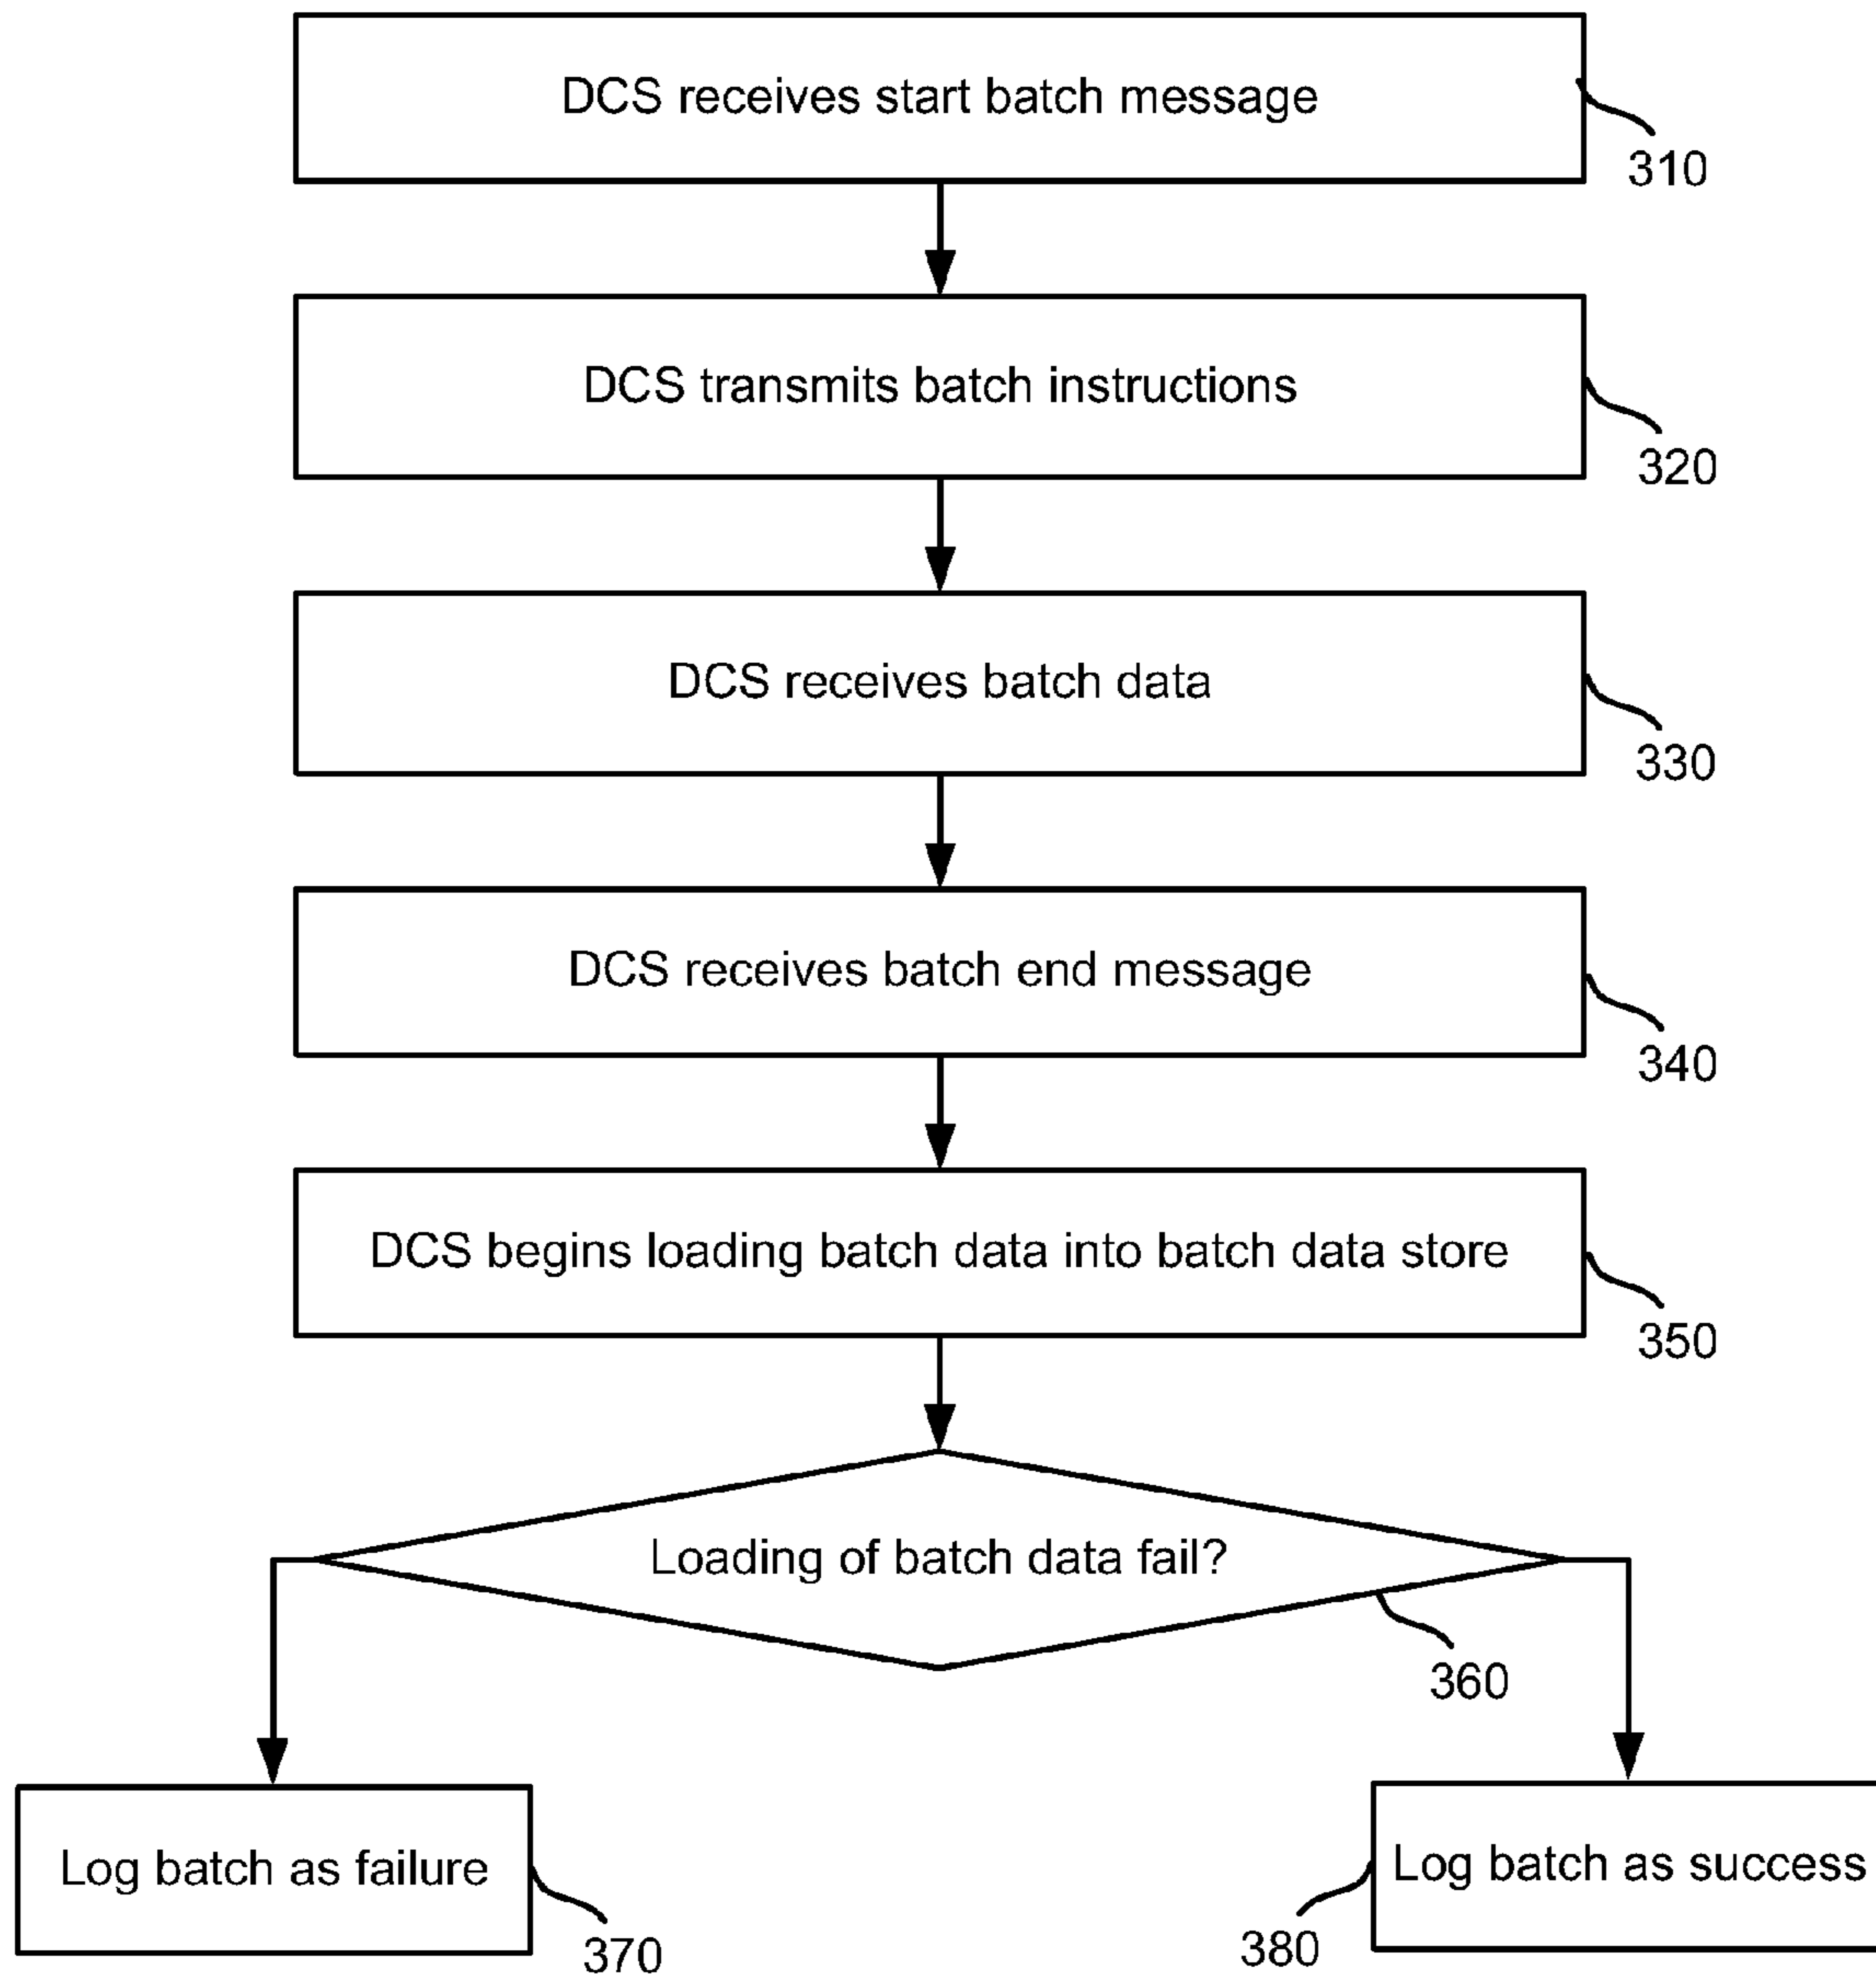 DCS receives start batch message
310
DCS transmits batch instructions
320
DCS receives batch data
330
DCS receives batch end message
340
DCS begins loading batch data into batch data store
350
Loading of batch data fail?
360
Log batch as failure
370
Log batch as success
380